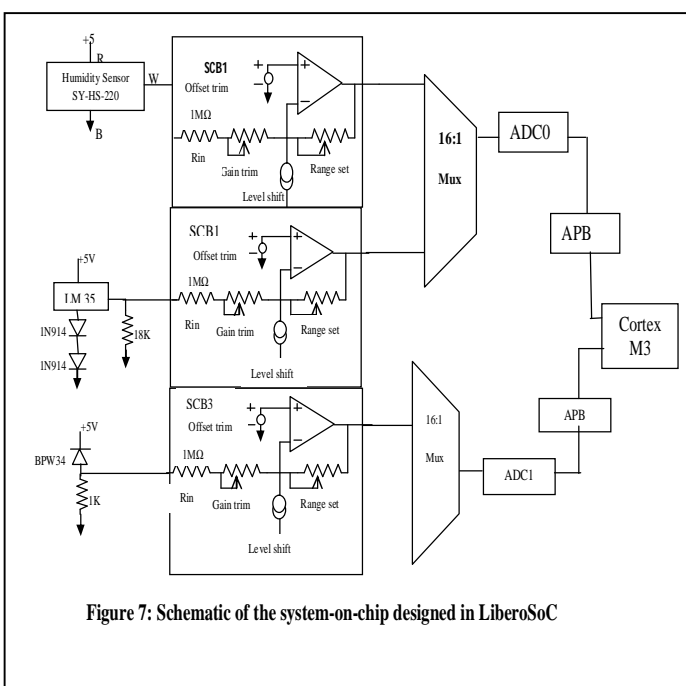 +5
R
Humidity Sensor
SY-HS-220
W
B
SCB1
Offset trim
+
−
+
−
1MΩ
Rin
Gain trim
Range set
Level shift
16:1
Mux
ADC0
APB
SCB1
Offset trim
+
−
+
−
1MΩ
Rin
Gain trim
Range set
Level shift
+5V
LM 35
1N914
1N914
18K
Cortex
M3
SCB3
Offset trim
+
−
+
−
1MΩ
Rin
Gain trim
Range set
Level shift
+5V
BPW34
1K
16:1
Mux
ADC1
APB
Figure 7: Schematic of the system-on-chip designed in LiberoSoC